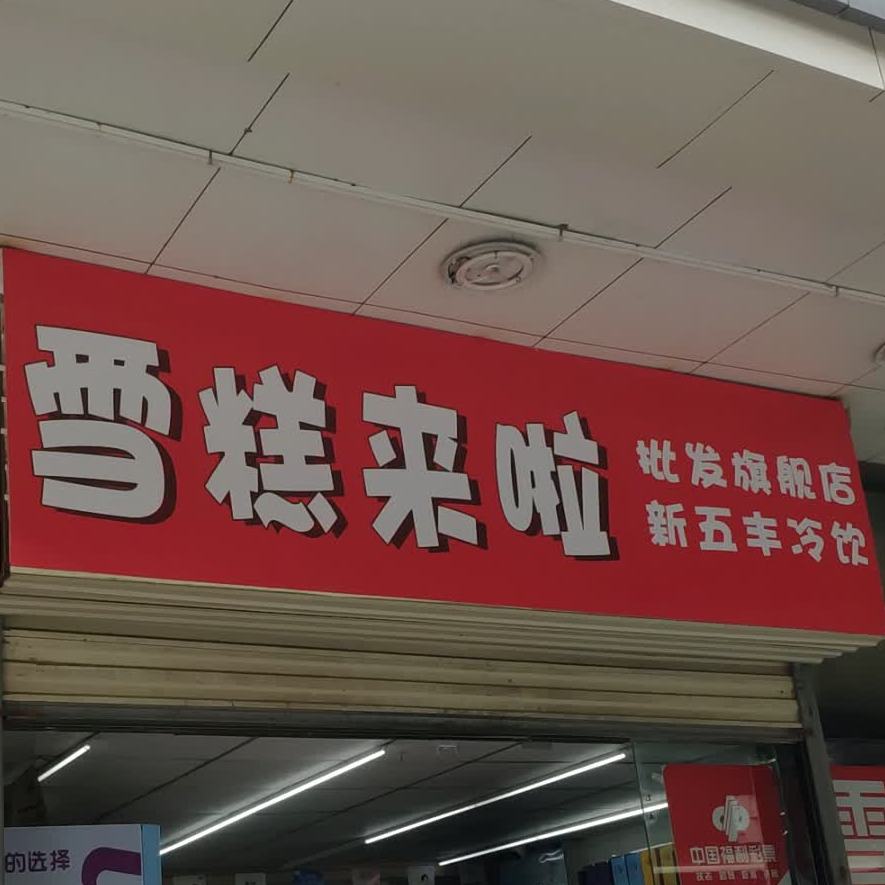 雪糕来啦
批发旗舰店
新五丰冷饮
的选择
中国福利彩票
雪